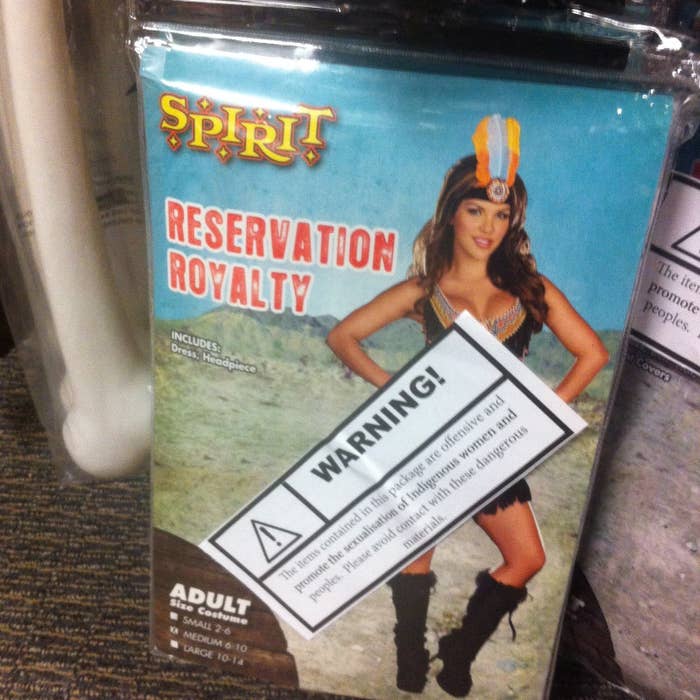 SPIRIT
RESERVATION
ROYALTY
INCLUDES:
Dress, Headpiece
WARNING!
The items contained in this package are offensive and
promote the sexualisation of Indigenous women and
peoples. Please avoid contact with these dangerous
materials.
ADULT
Size Costume
SMALL 2-6
MEDIUM 6-10
LARGE 10-14
The iter
promote
peoples.
Covers